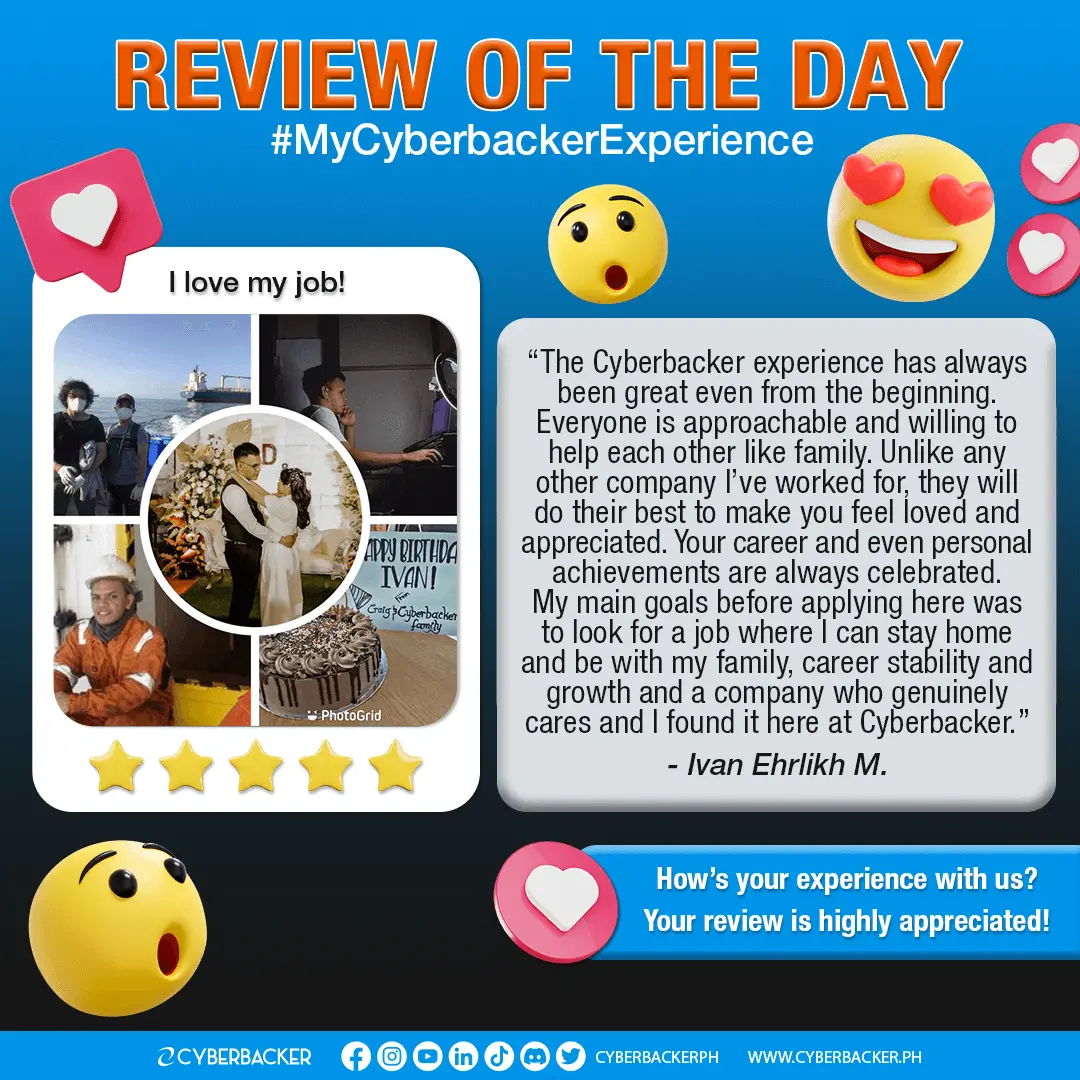 REVIEW OF THE DAY
#MyCyberbackerExperience
I love my job!
APPY BIRTHDA
IVAN!
From
Craig & Cyberbacker
family
PhotoGrid
“The Cyberbacker experience has always
been great even from the beginning.
Everyone is approachable and willing to
help each other like family. Unlike any
other company I’ve worked for, they will
do their best to make you feel loved and
appreciated. Your career and even personal
achievements are always celebrated.
My main goals before applying here was
to look for a job where I can stay home
and be with my family, career stability and
growth and a company who genuinely
cares and I found it here at Cyberbacker.”
- Ivan Ehrlikh M.
How’s your experience with us?
Your review is highly appreciated!
CYBERBACKER
CYBERBACKERPH
WWW.CYBERBACKER.PH